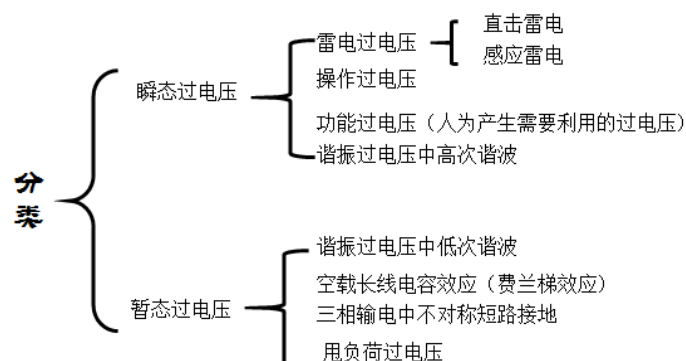 直击雷电
雷电过电压
感应雷电
操作过电压
瞬态过电压
功能过电压（人为产生需要利用的过电压）
谐振过电压中高次谐波
分类
谐振过电压中低次谐波
空载长线电容效应（费兰梯效应）
暂态过电压
三相输电中不对称短路接地
甩负荷过电压